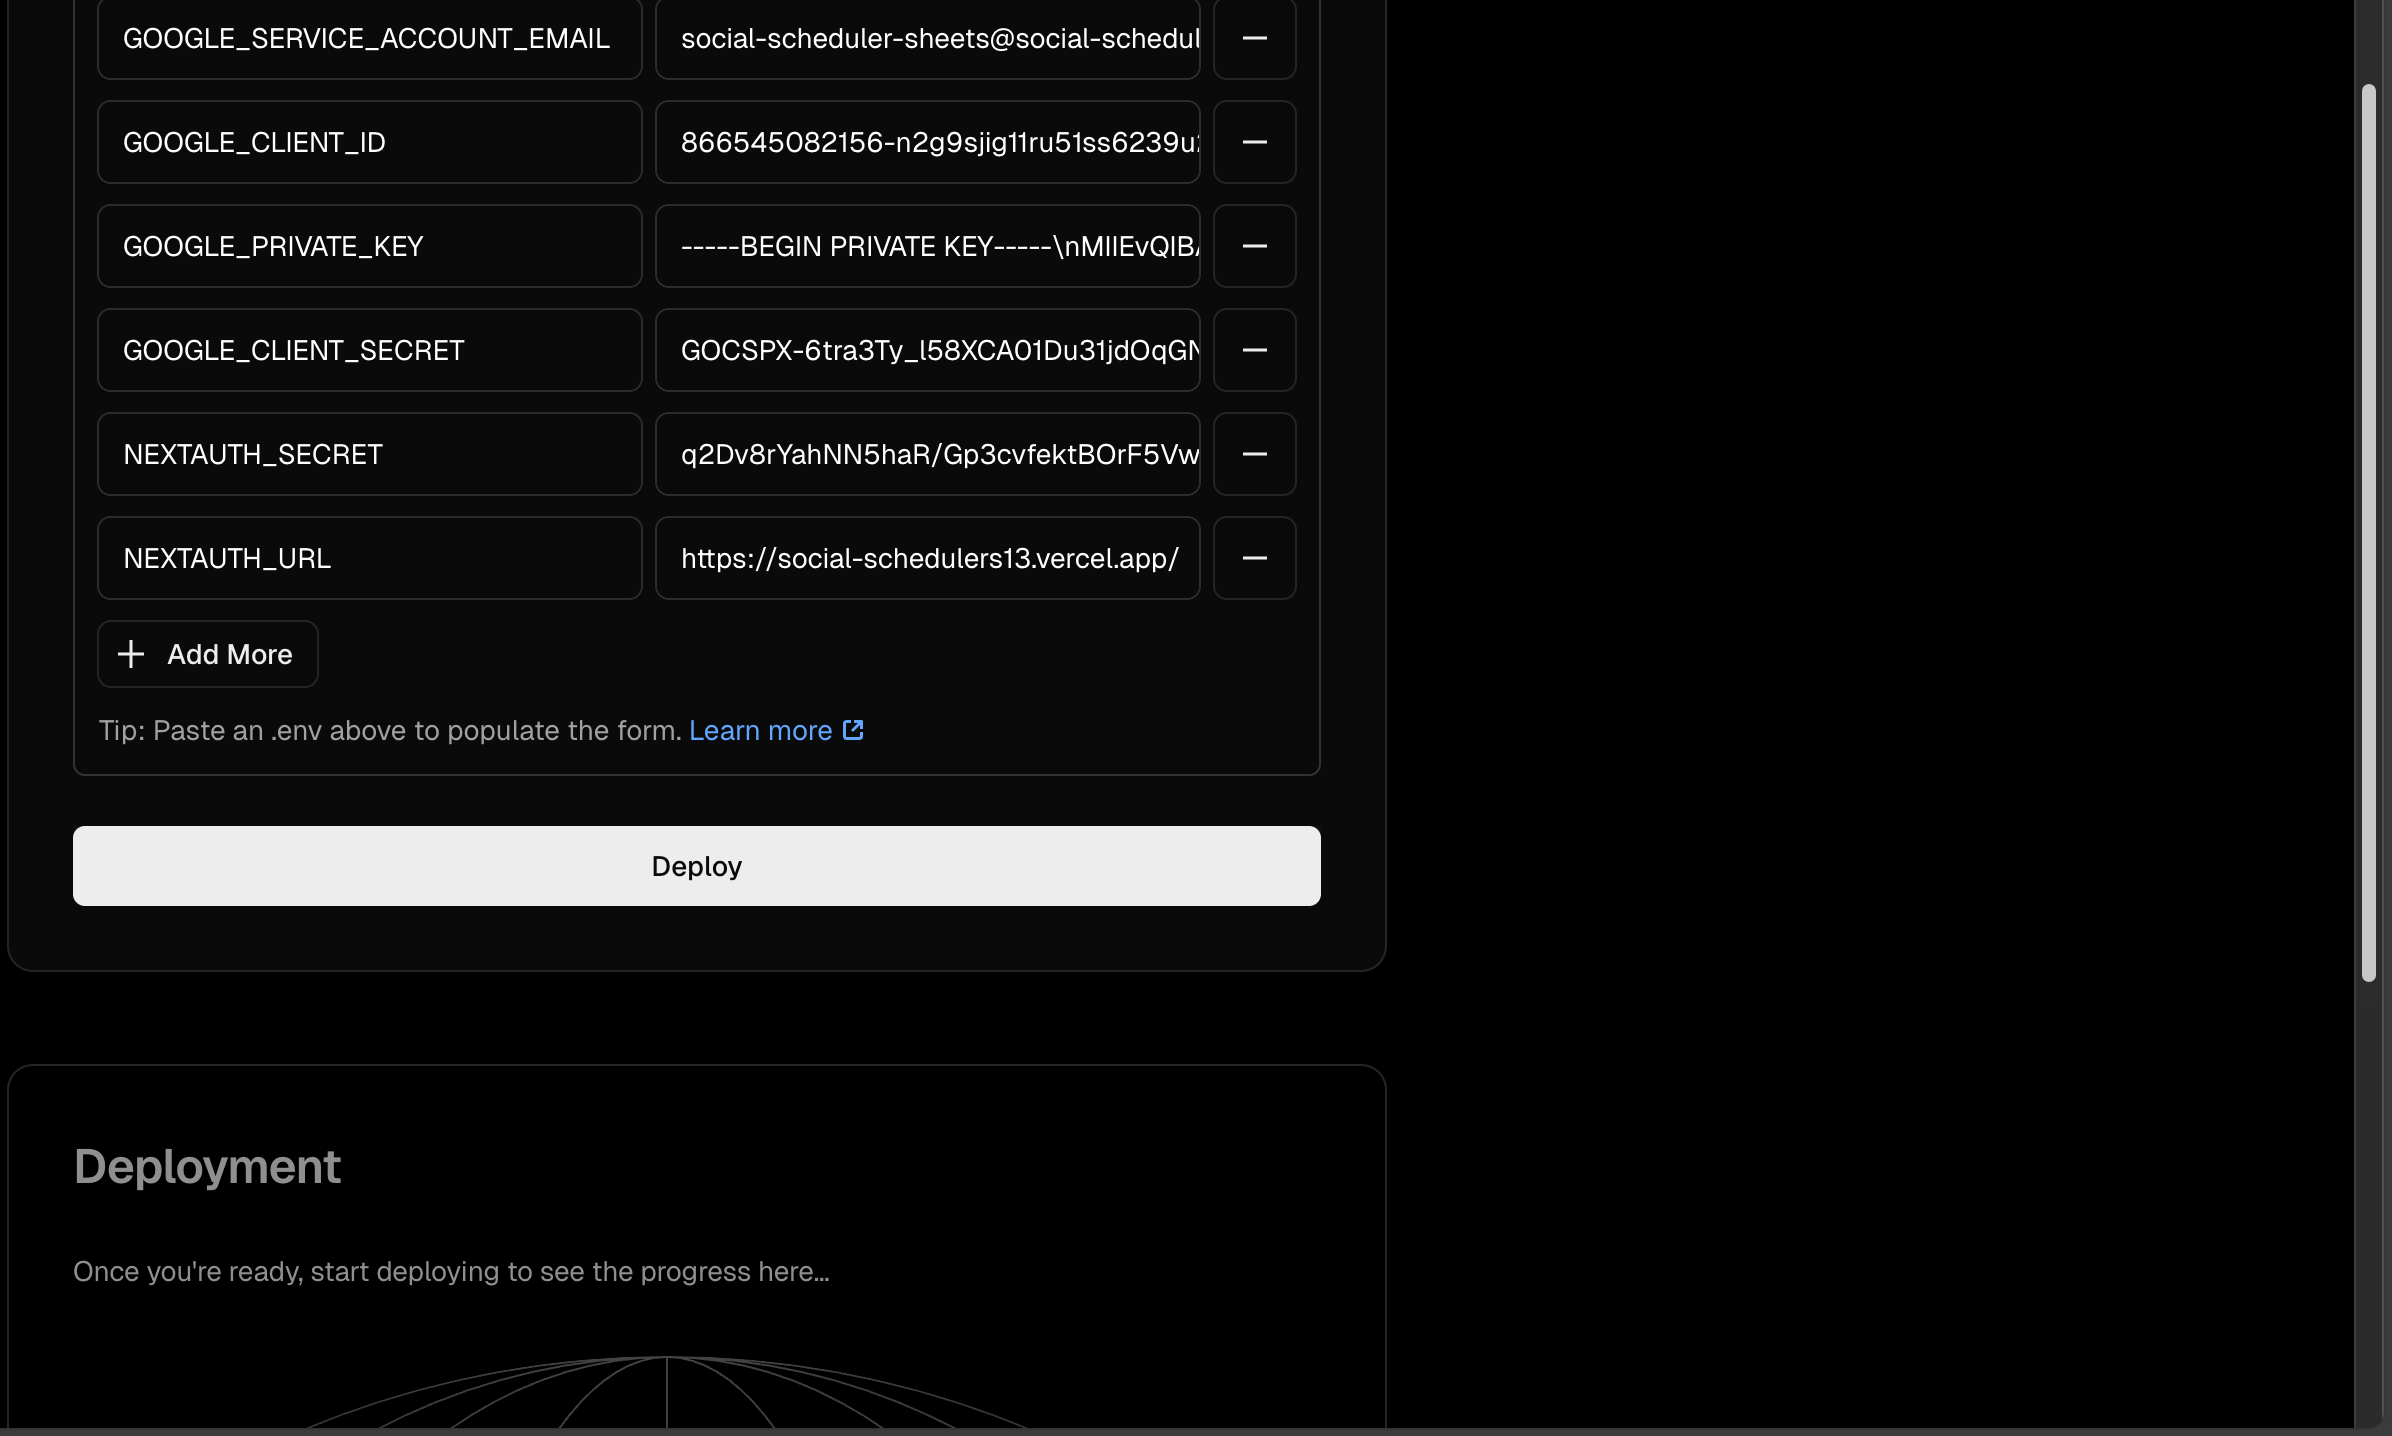 GOOGLE_SERVICE_ACCOUNT_EMAIL social-scheduler-sheets@social-schedul
GOOGLE_CLIENT_ID 866545082156-n2g9sjig11ru51ss6239u
GOOGLE_PRIVATE_KEY -----BEGIN PRIVATE KEY-----\nMIIEvQIBA
GOOGLE_CLIENT_SECRET GOCSPX-6tra3Ty_l58XCA01Du31jdOqGN
NEXTAUTH_SECRET q2Dv8rYahNN5haR/Gp3cvfektBOrF5Vw
NEXTAUTH_URL https://social-schedulers13.vercel.app/
Add More
Tip: Paste an .env above to populate the form. Learn more
Deploy
Deployment
Once you're ready, start deploying to see the progress here...